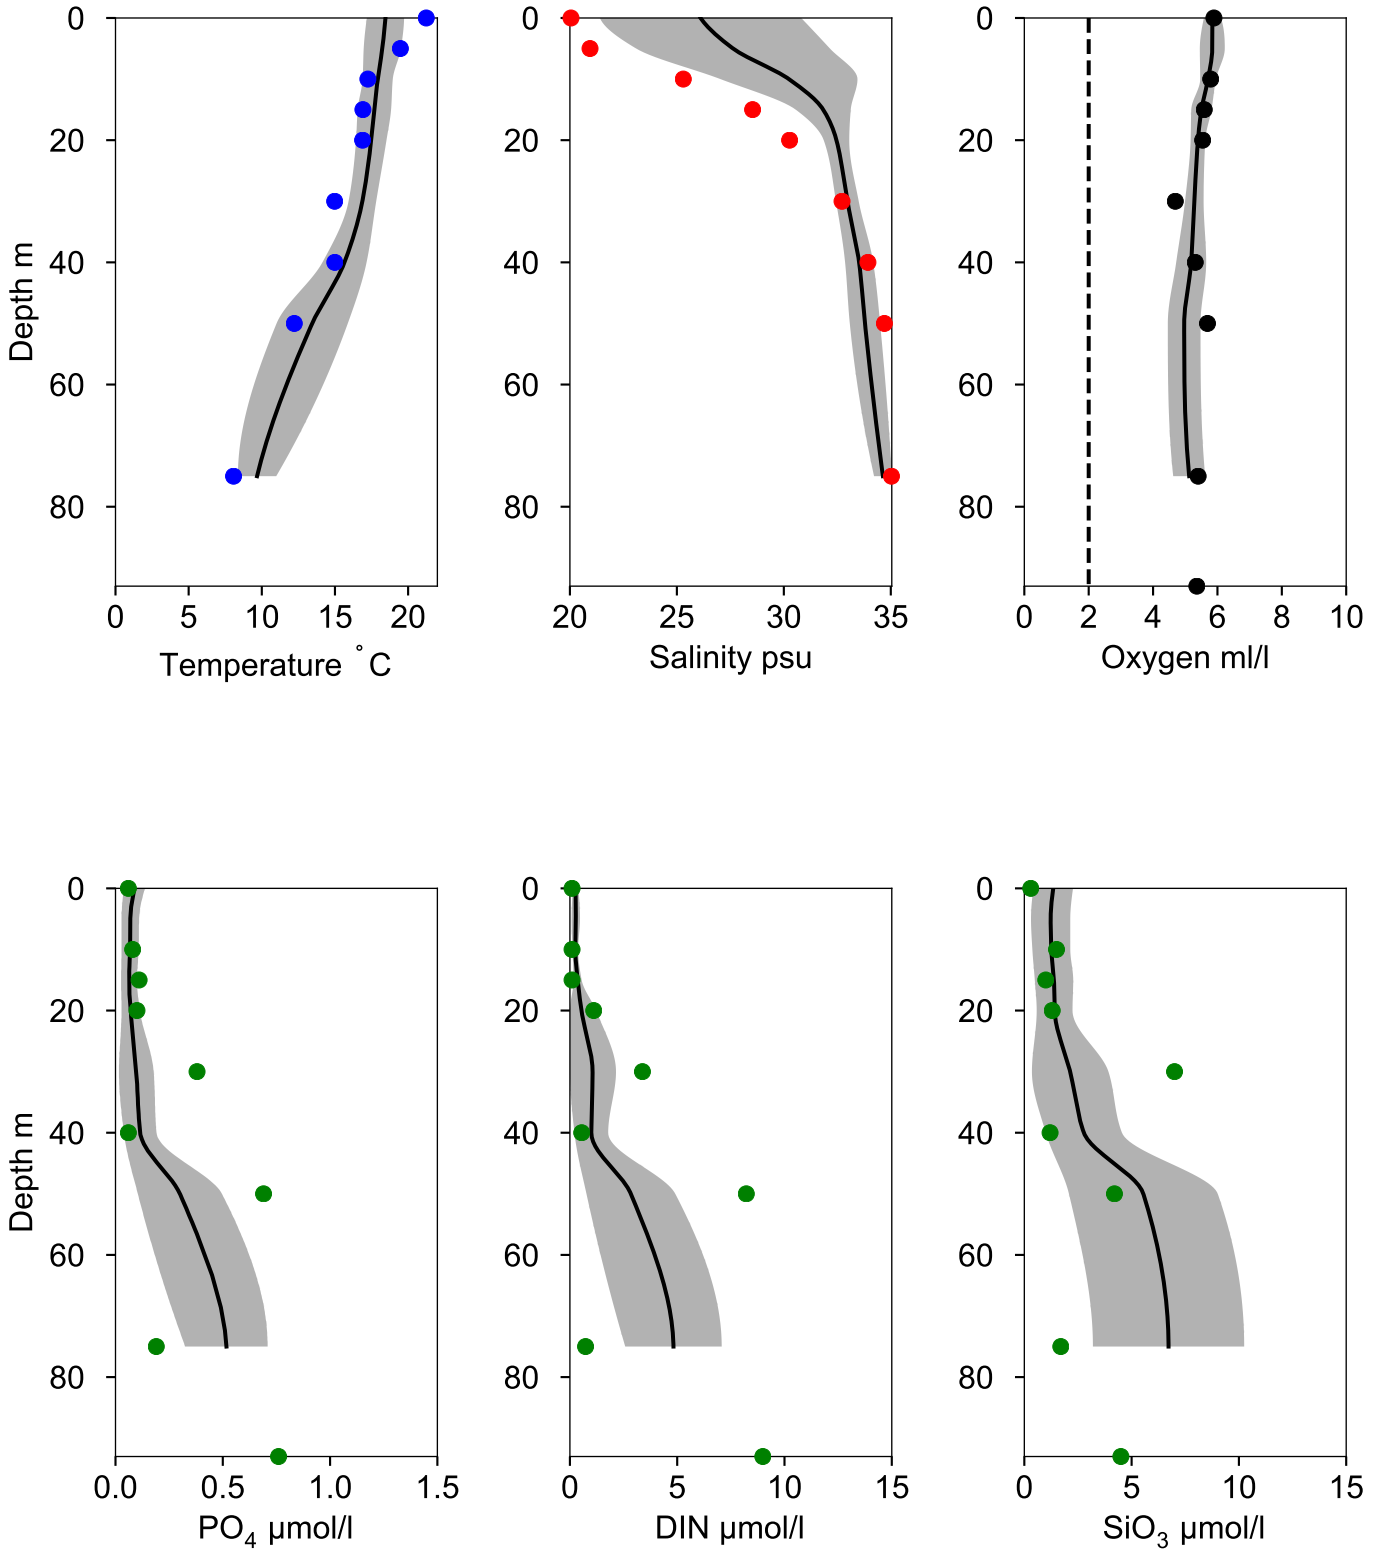 0
20
40
60
80
Depth m
0 5 10 15 20
Temperature °C
0
20
40
60
80
20 25 30 35
Salinity psu
0
20
40
60
80
0 2 4 6 8 10
Oxygen ml/l
0
20
40
60
80
Depth m
0.0 0.5 1.0 1.5
PO₄ µmol/l
0
20
40
60
80
0 5 10 15
DIN µmol/l
0
20
40
60
80
0 5 10 15
SiO₃ µmol/l